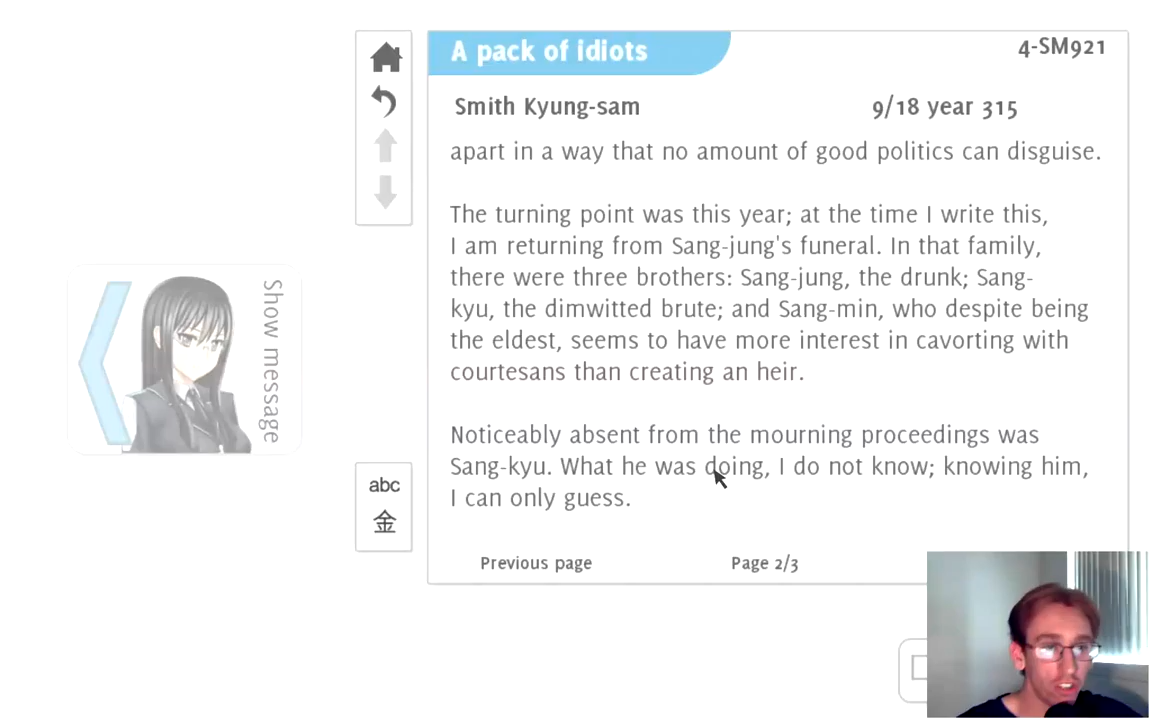 A pack of idiots
4-SM921
Smith Kyung-sam
9/18 year 315
apart in a way that no amount of good politics can disguise.
The turning point was this year; at the time I write this,
I am returning from Sang-jung's funeral. In that family,
there were three brothers: Sang-jung, the drunk; Sang-
kyu, the dimwitted brute; and Sang-min, who despite being
the eldest, seems to have more interest in cavorting with
courtesans than creating an heir.
Noticeably absent from the mourning proceedings was
Sang-kyu. What he was doing, I do not know; knowing him,
I can only guess.
Previous page
Page 2/3
Show message
abc
金